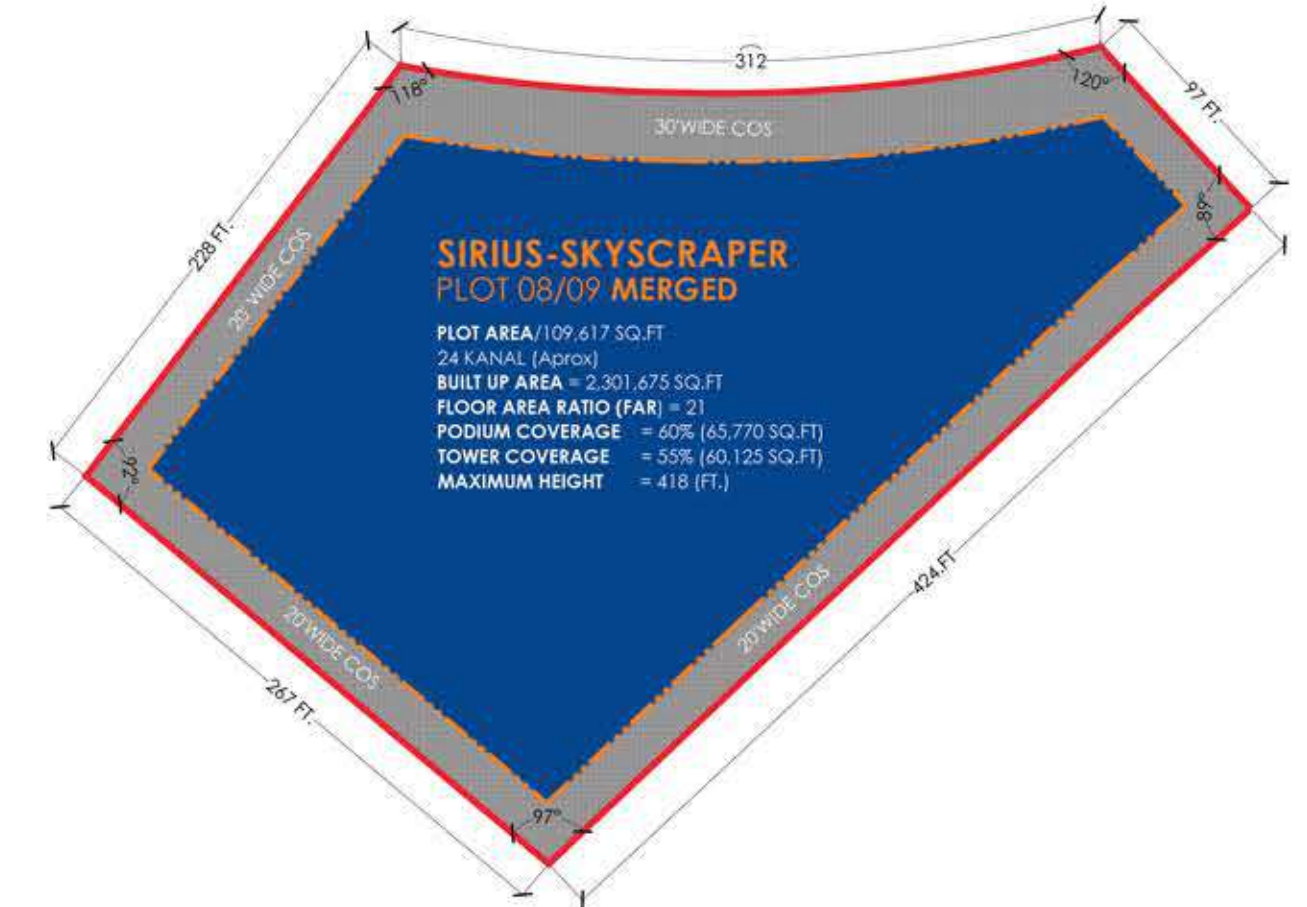 312
118°
120°
97 FT.
30'WIDE COS
228 FT.
20' WIDE COS
89°
SIRIUS-SKYSCRAPER
PLOT 08/09 MERGED
PLOT AREA/109,617 SQ.FT
24 KANAL (Aprox)
BUILT UP AREA = 2,301,675 SQ.FT
FLOOR AREA RATIO (FAR) = 21
PODIUM COVERAGE = 60% (65,770 SQ.FT)
TOWER COVERAGE = 55% (60,125 SQ.FT)
MAXIMUM HEIGHT = 418 (FT.)
92°
424.FT
20'WIDE COS
20'WIDE COS
267 FT.
97°